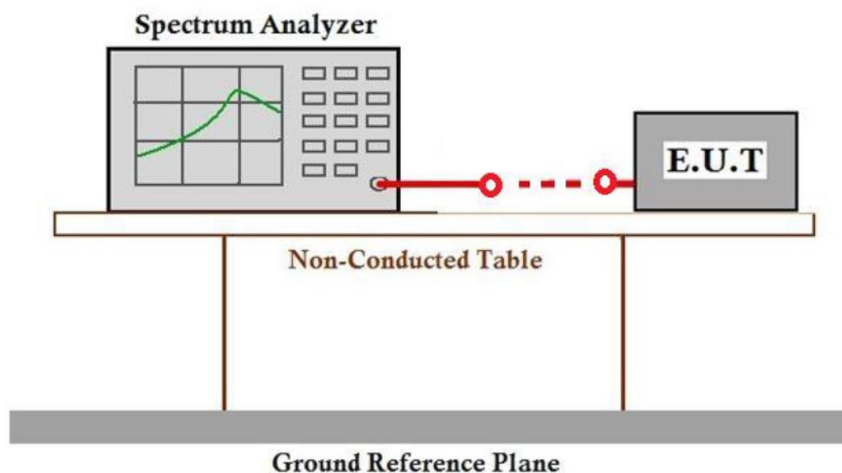 Spectrum Analyzer
E.U.T
Non-Conducted Table
Ground Reference Plane